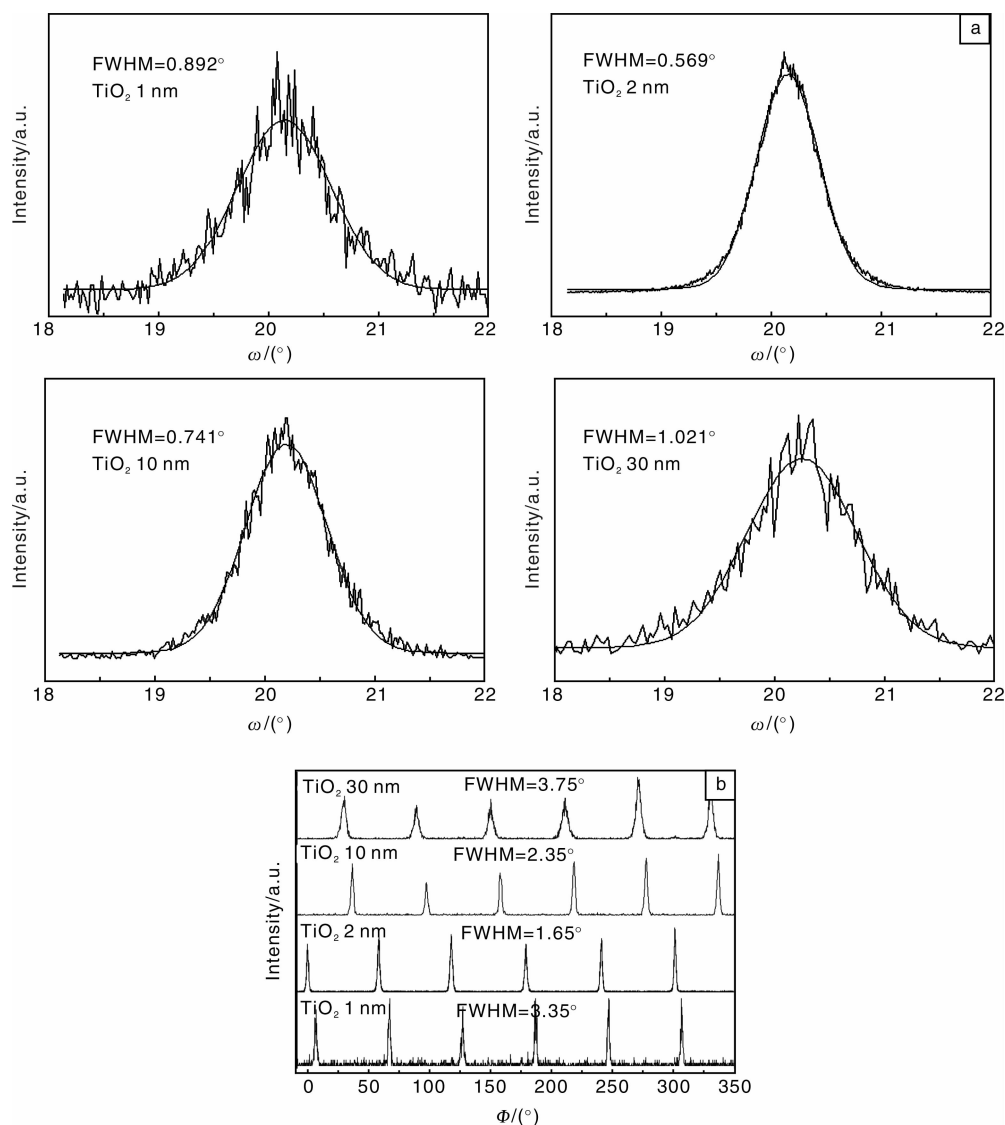 a
FWHM=0.892°
TiO₂ 1 nm
Intensity/a.u.
18 19 20 21 22
ω/(°)
FWHM=0.569°
TiO₂ 2 nm
Intensity/a.u.
18 19 20 21 22
ω/(°)
FWHM=0.741°
TiO₂ 10 nm
Intensity/a.u.
18 19 20 21 22
ω/(°)
FWHM=1.021°
TiO₂ 30 nm
Intensity/a.u.
18 19 20 21 22
ω/(°)
b
TiO₂ 30 nm FWHM=3.75°
TiO₂ 10 nm FWHM=2.35°
TiO₂ 2 nm FWHM=1.65°
TiO₂ 1 nm FWHM=3.35°
Intensity/a.u.
0 50 100 150 200 250 300 350
Φ/(°)